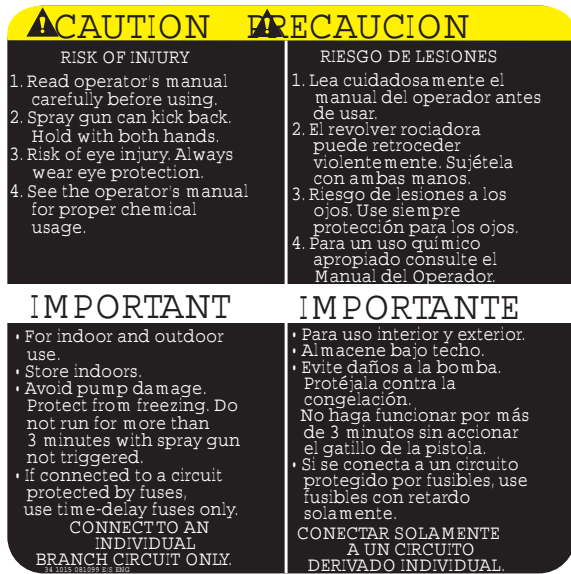 CAUTION
RISK OF INJURY
1. Read operator's manual
carefully before using.
2. Spray gun can kick back.
Hold with both hands.
3. Risk of eye injury. Always
wear eye protection.
4. See the operator's manual
for proper chemical
usage.
PRECAUCION
RIESGO DE LESIONES
1. Lea cuidadosamente el
manual del operador antes
de usar.
2. El revolver rociadora
puede retroceder
violentemente. Sujétela
con ambas manos.
3. Riesgo de lesiones a los
ojos. Use siempre
protección para los ojos.
4. Para un uso químico
apropiado consulte el
Manual del Operador.
IMPORTANT
• For indoor and outdoor
use.
• Store indoors.
• Avoid pump damage.
Protect from freezing. Do
not run for more than
3 minutes with spray gun
not triggered.
• If connected to a circuit
protected by fuses,
use time-delay fuses only.
CONNECT TO AN
INDIVIDUAL
BRANCH CIRCUIT ONLY.
34 1015 081099 E/S ENG
IMPORTANTE
• Para uso interior y exterior.
• Almacene bajo techo.
• Evite daños a la bomba.
Protéjala contra la
congelación.
No haga funcionar por más
de 3 minutos sin accionar
el gatillo de la pistola.
• Si se conecta a un circuito
protegido por fusibles, use
fusibles con retardo
solamente.
CONECTAR SOLAMENTE
A UN CIRCUITO
DERIVADO INDIVIDUAL.